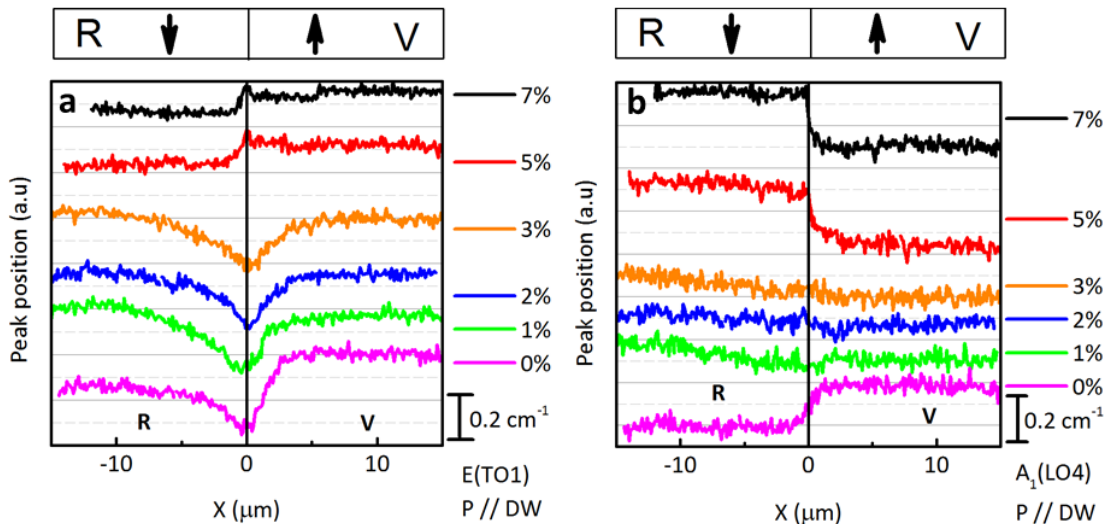 R V
R V
a
7%
5%
3%
2%
1%
0%
R V
0.2 cm⁻¹
Peak position (a.u)
-10 0 10
X (μm)
E(TO1)
P // DW
b
7%
5%
3%
2%
1%
0%
R V
0.2 cm⁻¹
Peak position (a.u)
-10 0 10
X (μm)
A₁(LO4)
P // DW